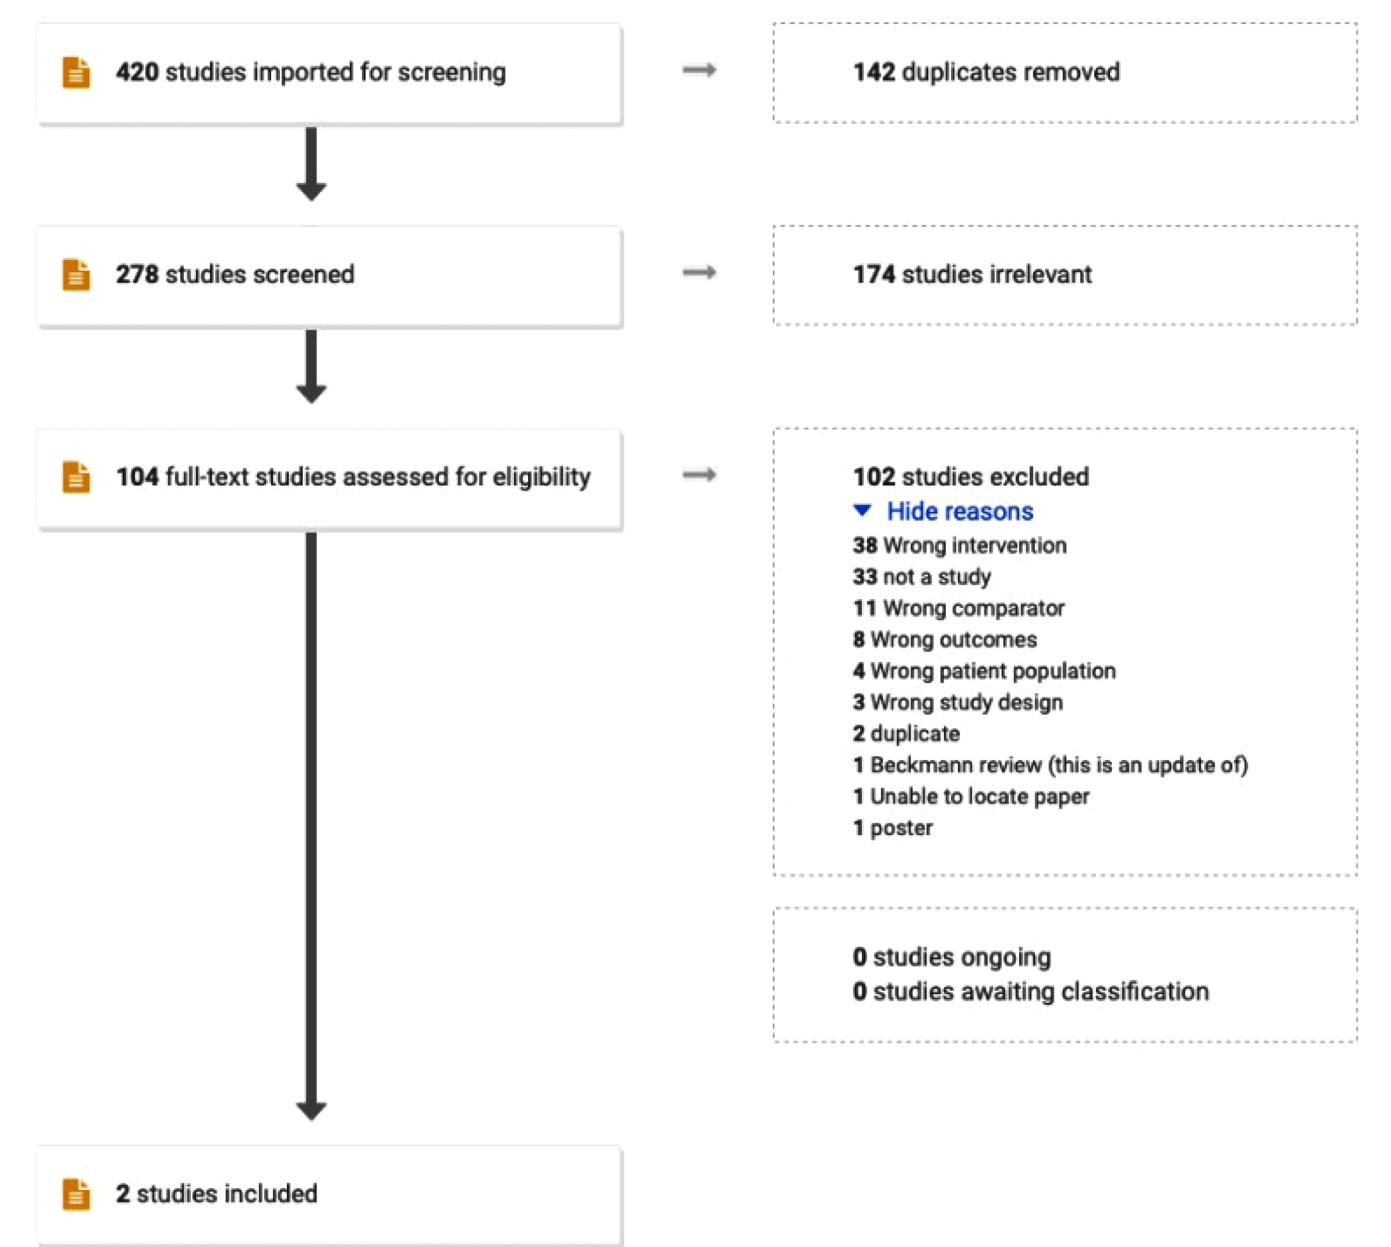 420 studies imported for screening
142 duplicates removed
278 studies screened
174 studies irrelevant
104 full-text studies assessed for eligibility
102 studies excluded
Hide reasons
38 Wrong intervention
33 not a study
11 Wrong comparator
8 Wrong outcomes
4 Wrong patient population
3 Wrong study design
2 duplicate
1 Beckmann review (this is an update of)
1 Unable to locate paper
1 poster
0 studies ongoing
0 studies awaiting classification
2 studies included